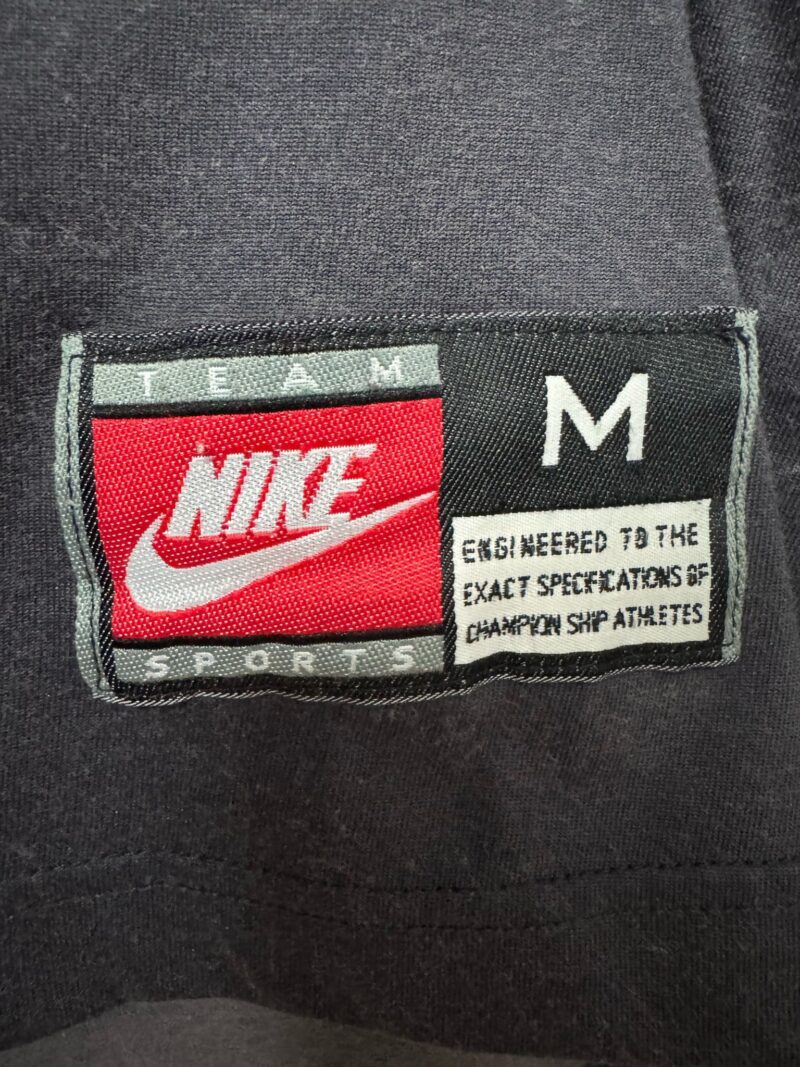 TEAM
NIKE
SPORTS
M
ENGINEERED TO THE
EXACT SPECIFICATIONS OF
CHAMPION SHIP ATHLETES